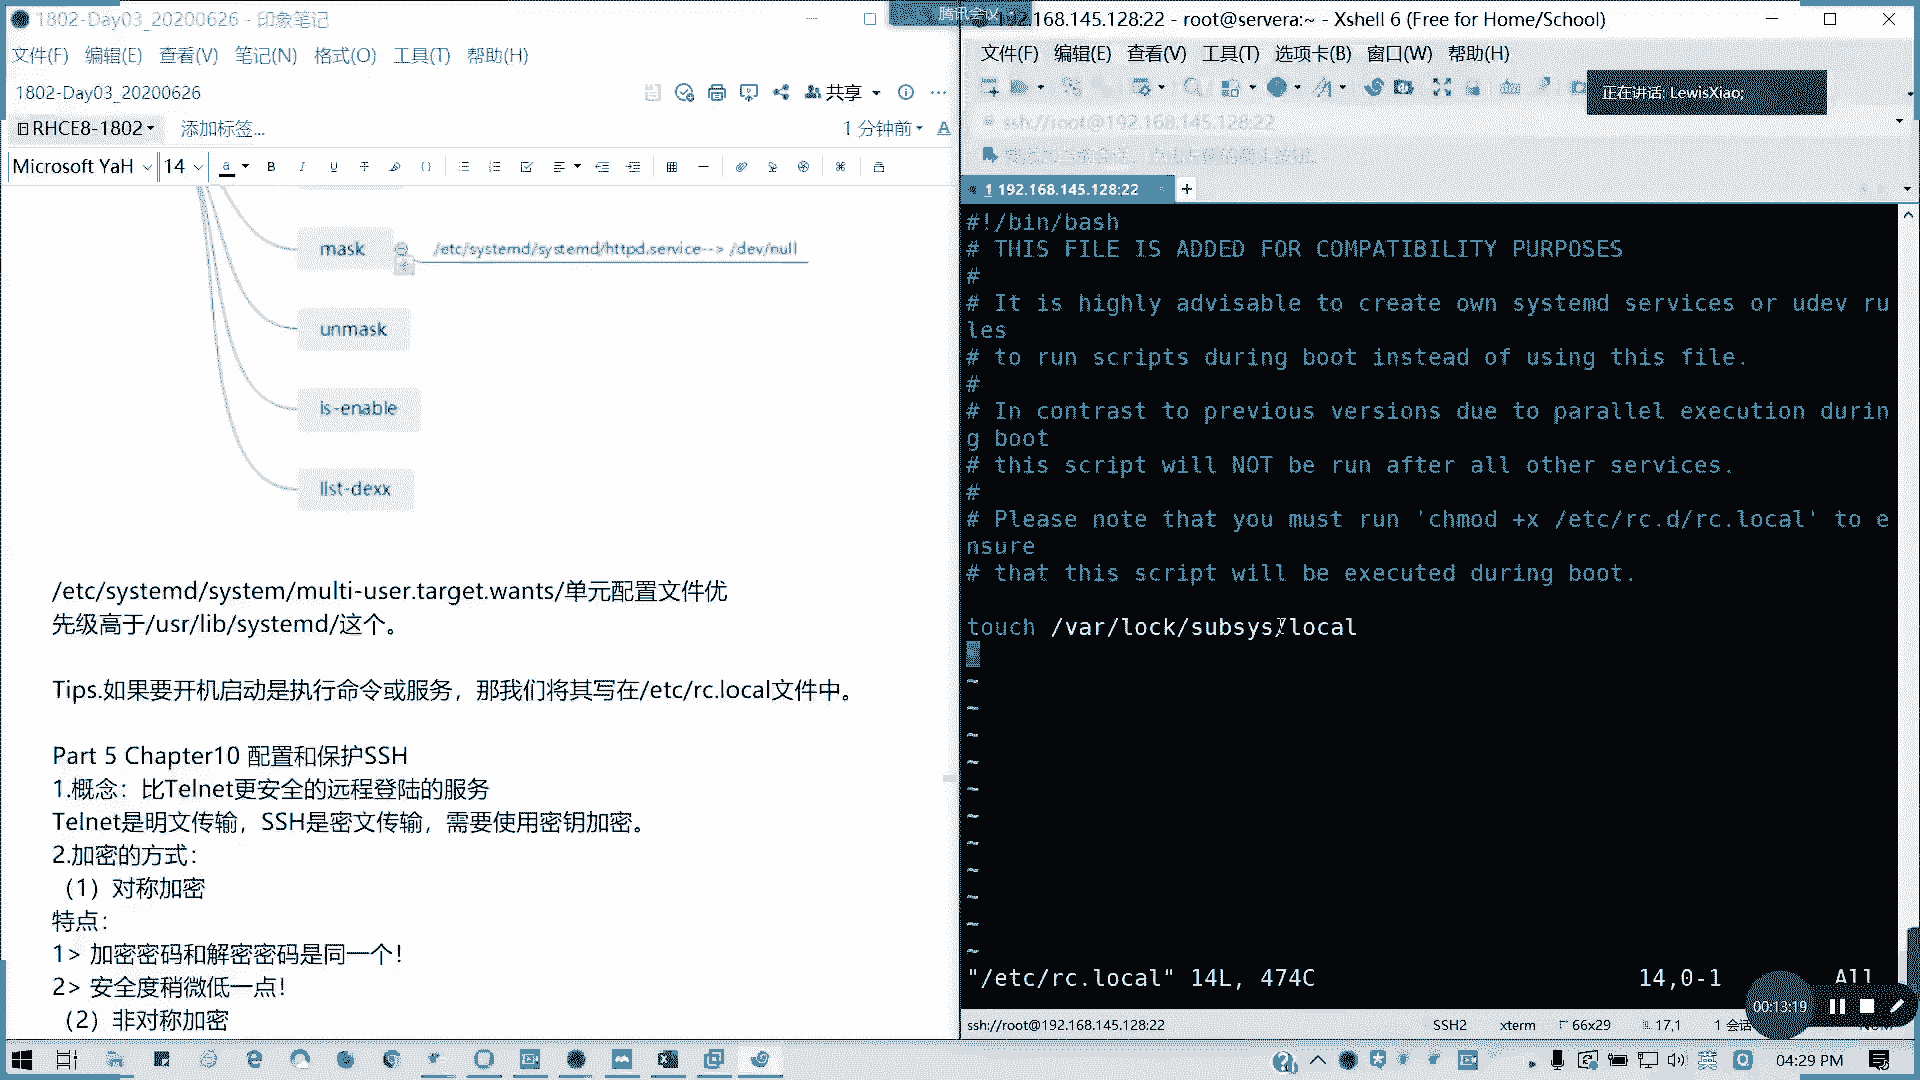 1802-Day03_20200626 - 印象笔记
文件(F) 编辑(E) 查看(V) 笔记(N) 格式(O) 工具(T) 帮助(H)
1802-Day03_20200626
共享
RHCE8-1802
添加标签...
1 分钟前
Microsoft YaH
14
mask
/etc/systemd/systemd/httpd.service--> /dev/null
unmask
is-enable
list-dexx
/etc/systemd/system/multi-user.target.wants/单元配置文件优
先级高于/usr/lib/systemd/这个。
Tips.如果要开机启动是执行命令或服务，那我们将其写在/etc/rc.local文件中。
Part 5 Chapter10 配置和保护SSH
1.概念：比Telnet更安全的远程登陆的服务
Telnet是明文传输，SSH是密文传输，需要使用密钥加密。
2.加密的方式：
（1）对称加密
特点：
1> 加密密码和解密密码是同一个！
2> 安全度稍微低一点！
（2）非对称加密
腾讯会议
192.168.145.128:22 - root@servera:~ - Xshell 6 (Free for Home/School)
文件(F) 编辑(E) 查看(V) 工具(T) 选项卡(B) 窗口(W) 帮助(H)
正在讲话: LewisXiao;
ssh://root@192.168.145.128:22
1 192.168.145.128:22
#!/bin/bash
# THIS FILE IS ADDED FOR COMPATIBILITY PURPOSES
#
# It is highly advisable to create own systemd services or udev ru
les
# to run scripts during boot instead of using this file.
#
# In contrast to previous versions due to parallel execution durin
g boot
# this script will NOT be run after all other services.
#
# Please note that you must run 'chmod +x /etc/rc.d/rc.local' to e
nsure
# that this script will be executed during boot.
touch /var/lock/subsys/local
~
~
~
~
~
~
~
~
~
~
~
"/etc/rc.local" 14L, 474C 14,0-1 All
00:13:19
ssh://root@192.168.145.128:22 SSH2 xterm 66x29 17,1 1 会话
英
04:29 PM